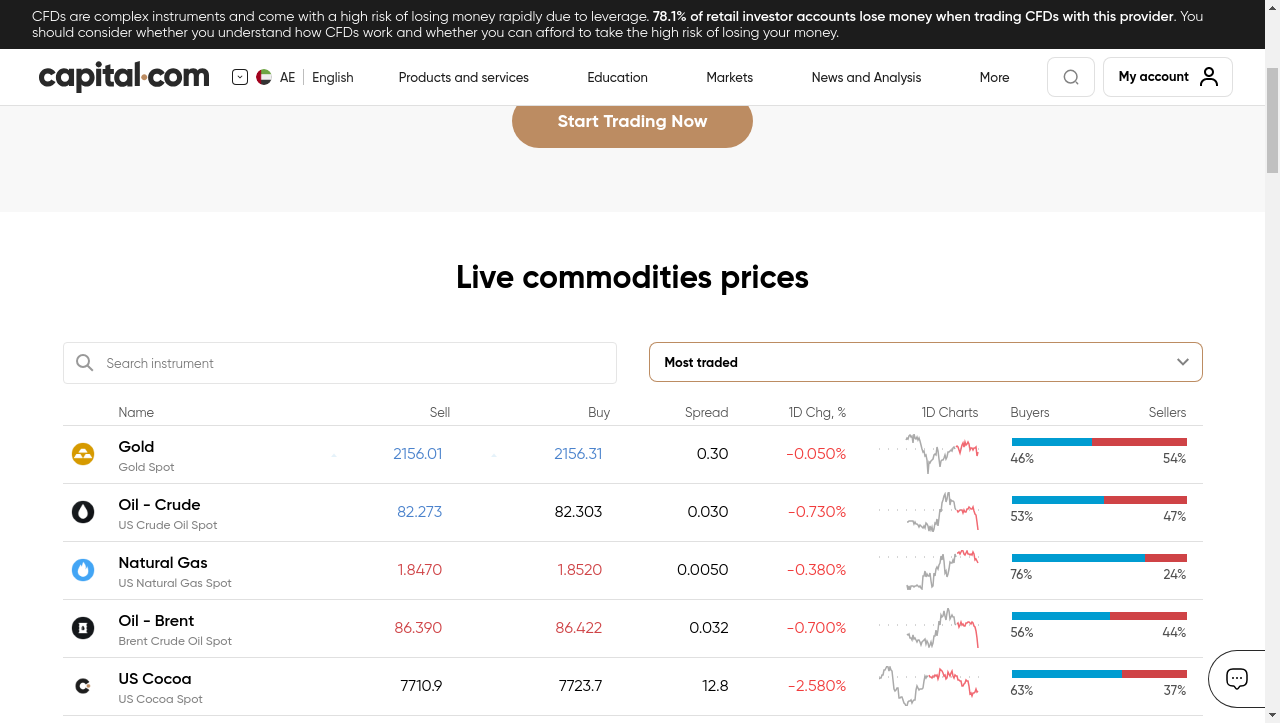 CFDs are complex instruments and come with a high risk of losing money rapidly due to leverage. 78.1% of retail investor accounts lose money when trading CFDs with this provider. You
should consider whether you understand how CFDs work and whether you can afford to take the high risk of losing your money.
capital.com AE English Products and services Education Markets News and Analysis More My account
Start Trading Now
Live commodities prices
Search instrument Most traded
Name Sell Buy Spread 1D Chg, % 1D Charts Buyers Sellers
Gold 2156.01 2156.31 0.30 -0.050%
Gold Spot 46% 54%
Oil - Crude 82.273 82.303 0.030 -0.730%
US Crude Oil Spot 53% 47%
Natural Gas 1.8470 1.8520 0.0050 -0.380%
US Natural Gas Spot 76% 24%
Oil - Brent 86.390 86.422 0.032 -0.700%
Brent Crude Oil Spot 56% 44%
US Cocoa 7710.9 7723.7 12.8 -2.580%
US Cocoa Spot 63% 37%